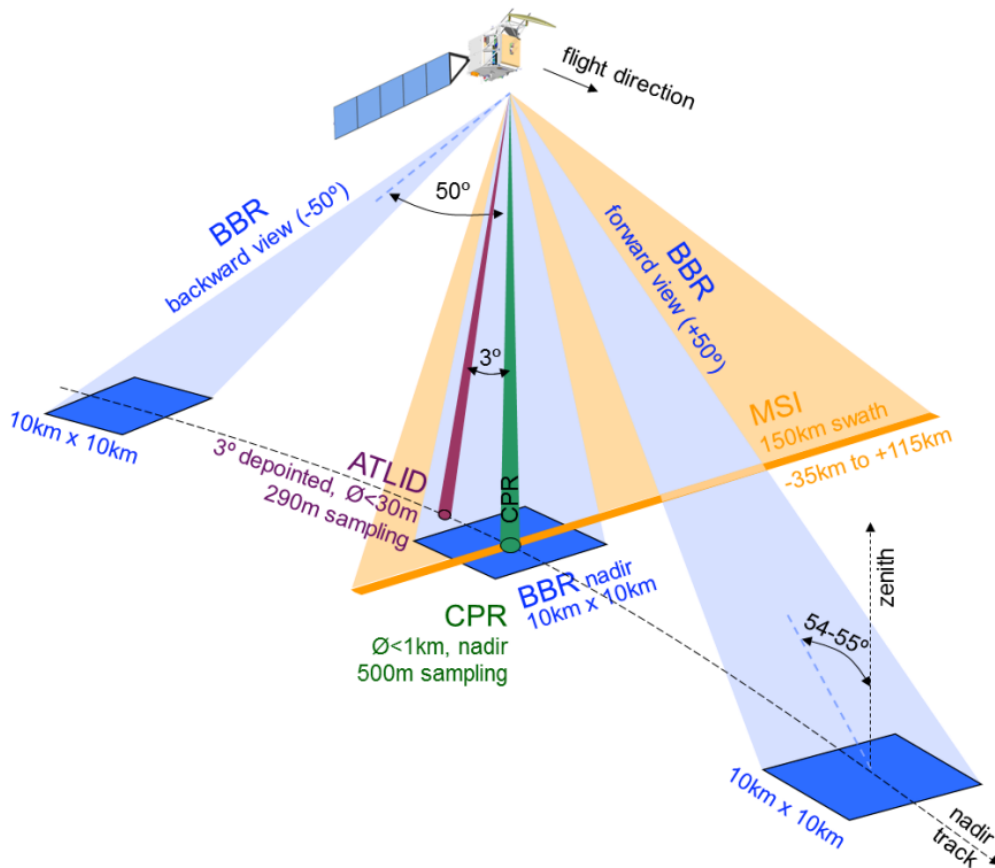 flight direction
50º
BBR
backward view (-50º)
BBR
forward view (+50º)
3º
MSI
150km swath
-35km to +115km
10km x 10km
ATLID
3º depointed, Ø<30m
290m sampling
CPR
BBR nadir
10km x 10km
CPR
Ø<1km, nadir
500m sampling
zenith
54-55º
10km x 10km
nadir
track